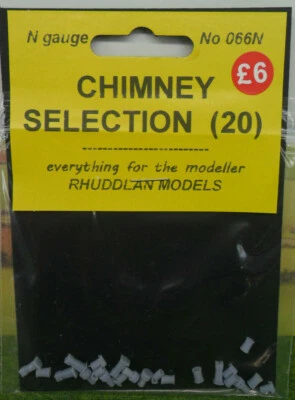 N gauge No 066N
£6
CHIMNEY
SELECTION (20)
everything for the modeller
RHUDDLAN MODELS